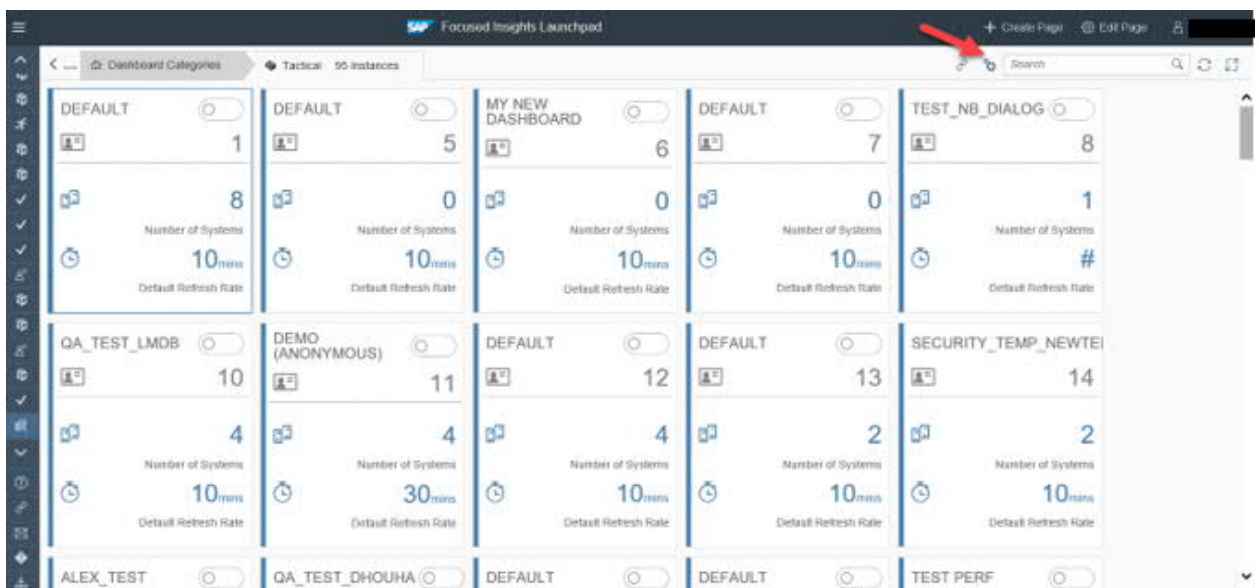 SAP Focused Insights Launchpad
+ Create Page Edit Page
Dashboard Categories Tactical 95 Instances Search
DEFAULT DEFAULT MY NEW DASHBOARD DEFAULT TEST_NB_DIALOG
1 5 6 7 8
8 0 0 0 1
Number of Systems Number of Systems Number of Systems Number of Systems Number of Systems
10mins 10mins 10mins 10mins #
Default Refresh Rate Default Refresh Rate Default Refresh Rate Default Refresh Rate Default Refresh Rate
QA_TEST_LMDB DEMO (ANONYMOUS) DEFAULT DEFAULT SECURITY_TEMP_NEWTE
10 11 12 13 14
4 4 4 2 2
Number of Systems Number of Systems Number of Systems Number of Systems Number of Systems
10mins 30mins 10mins 10mins 10mins
Default Refresh Rate Default Refresh Rate Default Refresh Rate Default Refresh Rate Default Refresh Rate
ALEX_TEST QA_TEST_DHOUHA DEFAULT DEFAULT TEST PERF